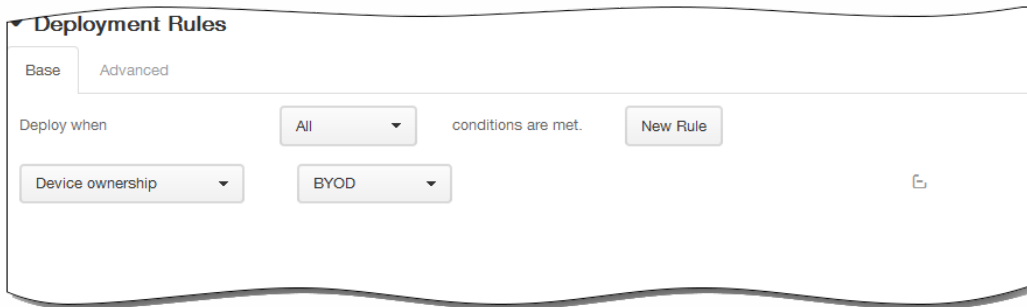 Deployment Rules
Base Advanced
Deploy when All conditions are met. New Rule
Device ownership BYOD